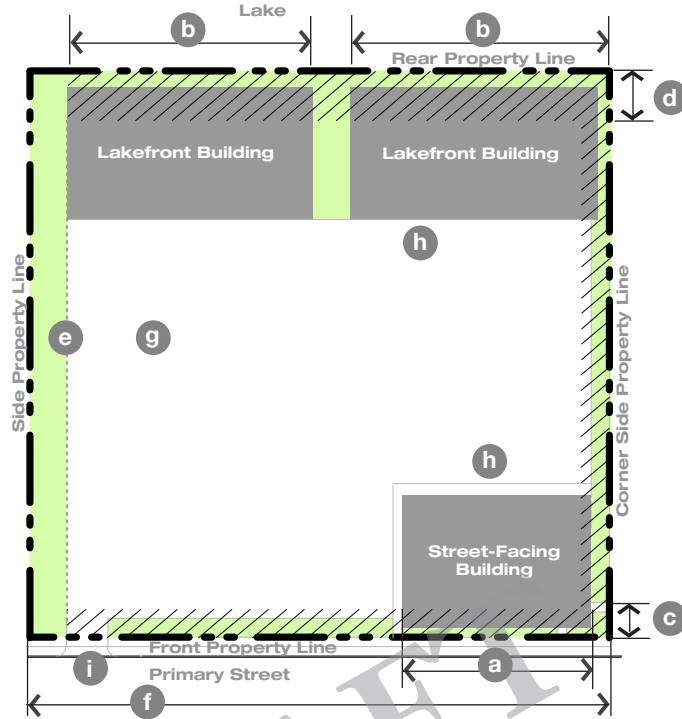 Lake
b
b
Rear Property Line
d
Lakefront Building
Lakefront Building
h
Side Property Line
e
g
Corner Side Property Line
h
Street-Facing
Building
c
Front Property Line
i
Primary Street
a
f